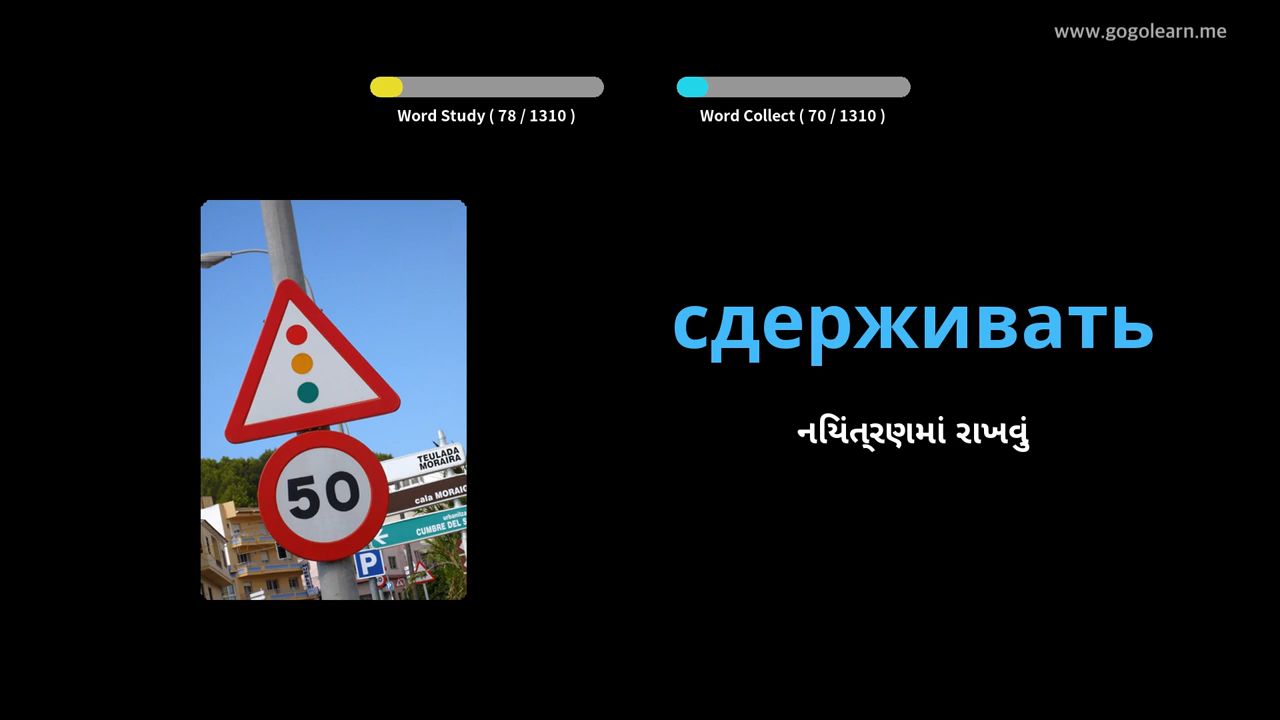 www.gogolearn.me
Word Study ( 78 / 1310 )
Word Collect ( 70 / 1310 )
сдерживать
નિયંત્રણમાં રાખવું
50
TEULADA
MORAIRA
cala MORAIG
CUMBRE DEL S
P